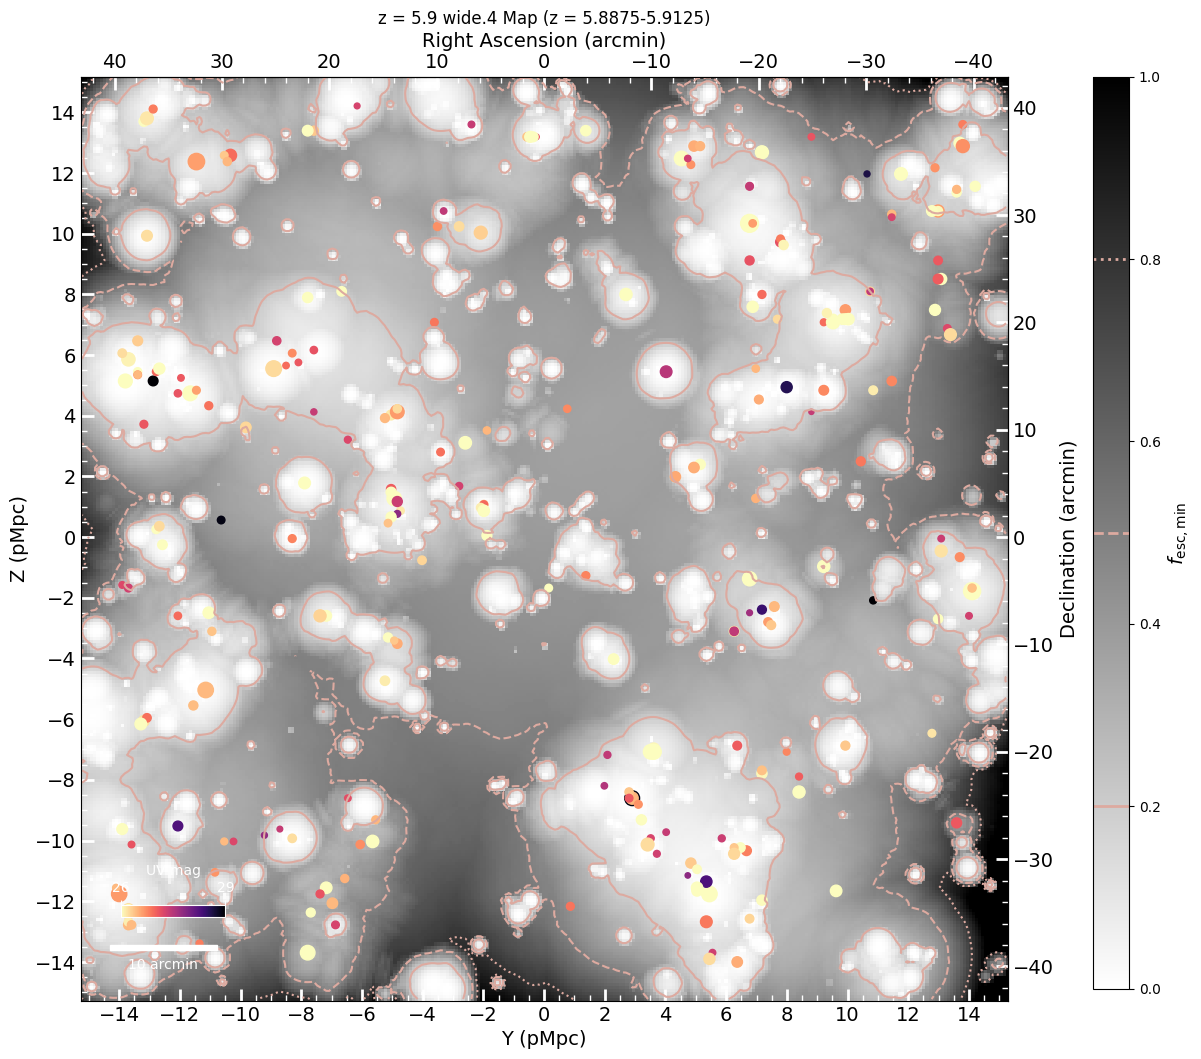 z = 5.9 wide.4 Map (z = 5.8875-5.9125)
Right Ascension (arcmin)
40 30 20 10 0 −10 −20 −30 −40
14 12 10 8 6 4 2 0 −2 −4 −6 −8 −10 −12 −14
Z (pMpc)
40 30 20 10 0 −10 −20 −30 −40
Declination (arcmin)
1.0 0.8 0.6 0.4 0.2 0.0
fesc,min
UV mag
29
10 arcmin
−14 −12 −10 −8 −6 −4 −2 0 2 4 6 8 10 12 14
Y (pMpc)